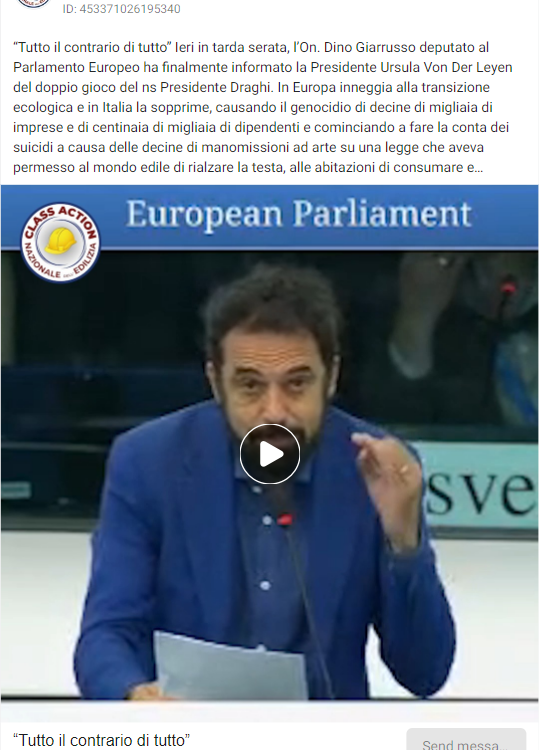 ID: 453371026195340
“Tutto il contrario di tutto” Ieri in tarda serata, l’On. Dino Giarrusso deputato al
Parlamento Europeo ha finalmente informato la Presidente Ursula Von Der Leyen
del doppio gioco del ns Presidente Draghi. In Europa inneggia alla transizione
ecologica e in Italia la sopprime, causando il genocidio di decine di migliaia di
imprese e di centinaia di migliaia di dipendenti e cominciando a fare la conta dei
suicidi a causa delle decine di manomissioni ad arte su una legge che aveva
permesso al mondo edile di rialzare la testa, alle abitazioni di consumare e...
European Parliament
CLASS ACTION
NAZIONALE DELL'EDILIZIA
sve
“Tutto il contrario di tutto”
Send messa...